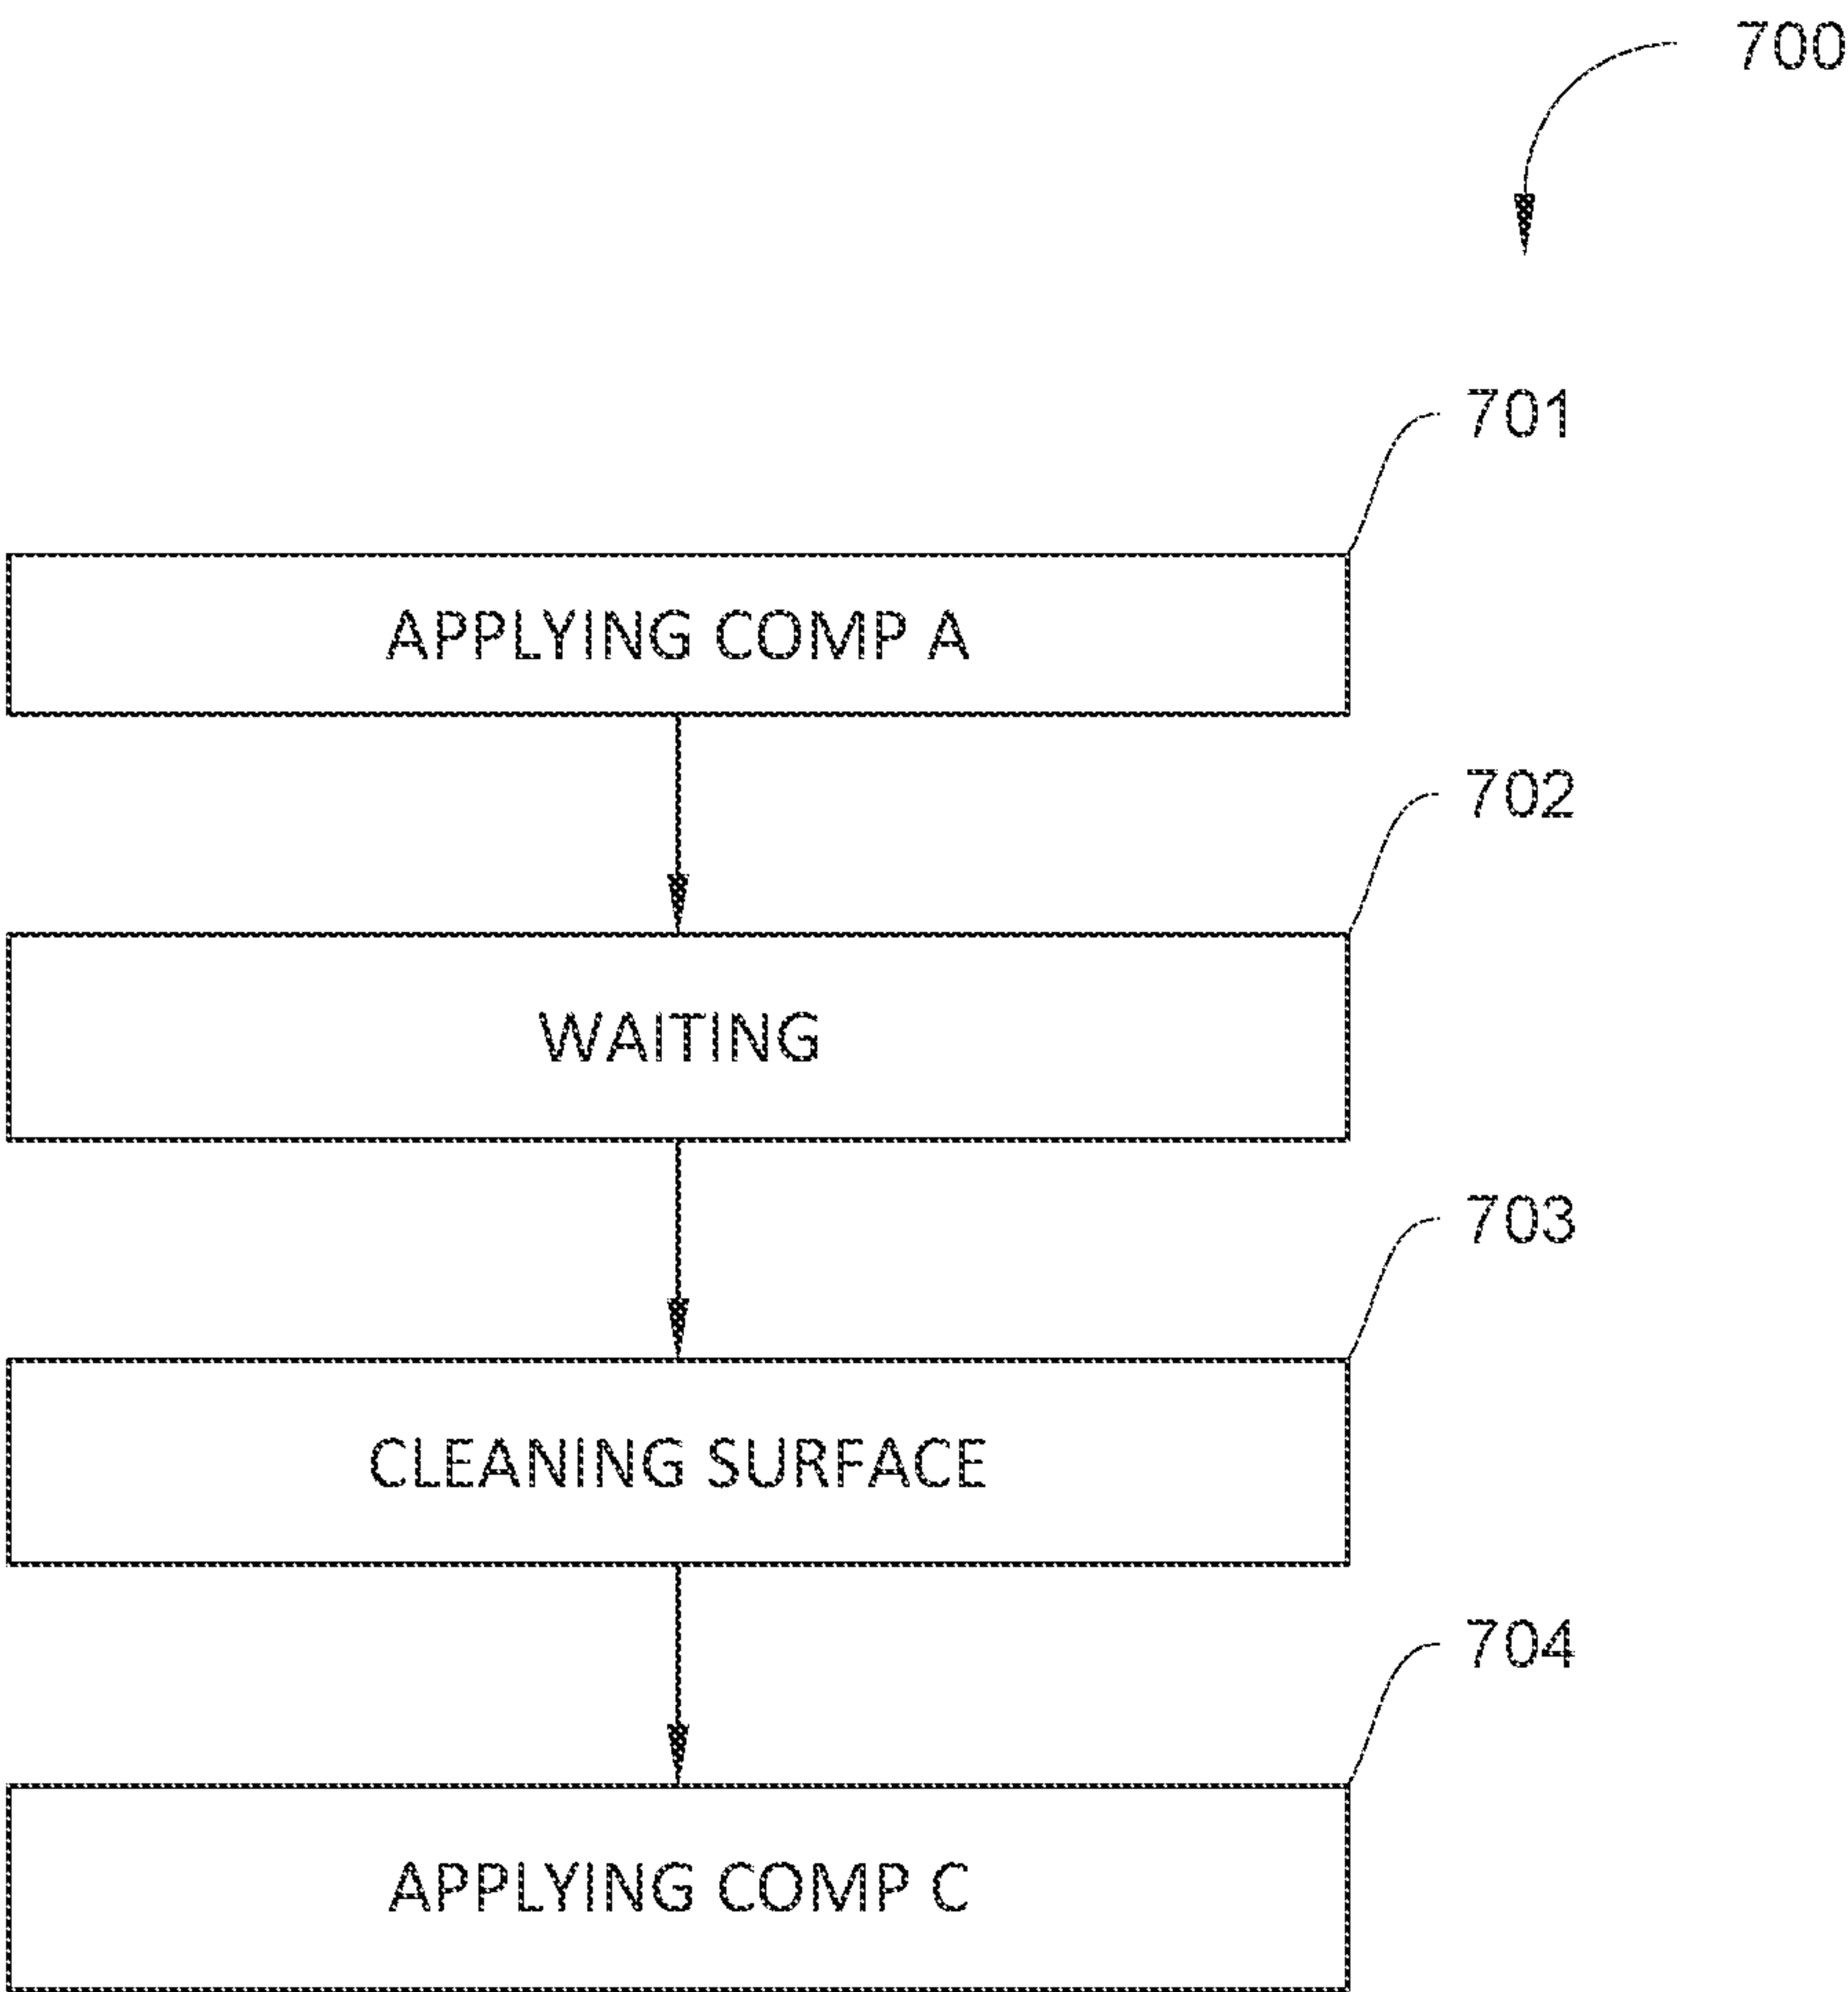 700
701
APPLYING COMP A
702
WAITING
703
CLEANING SURFACE
704
APPLYING COMP C